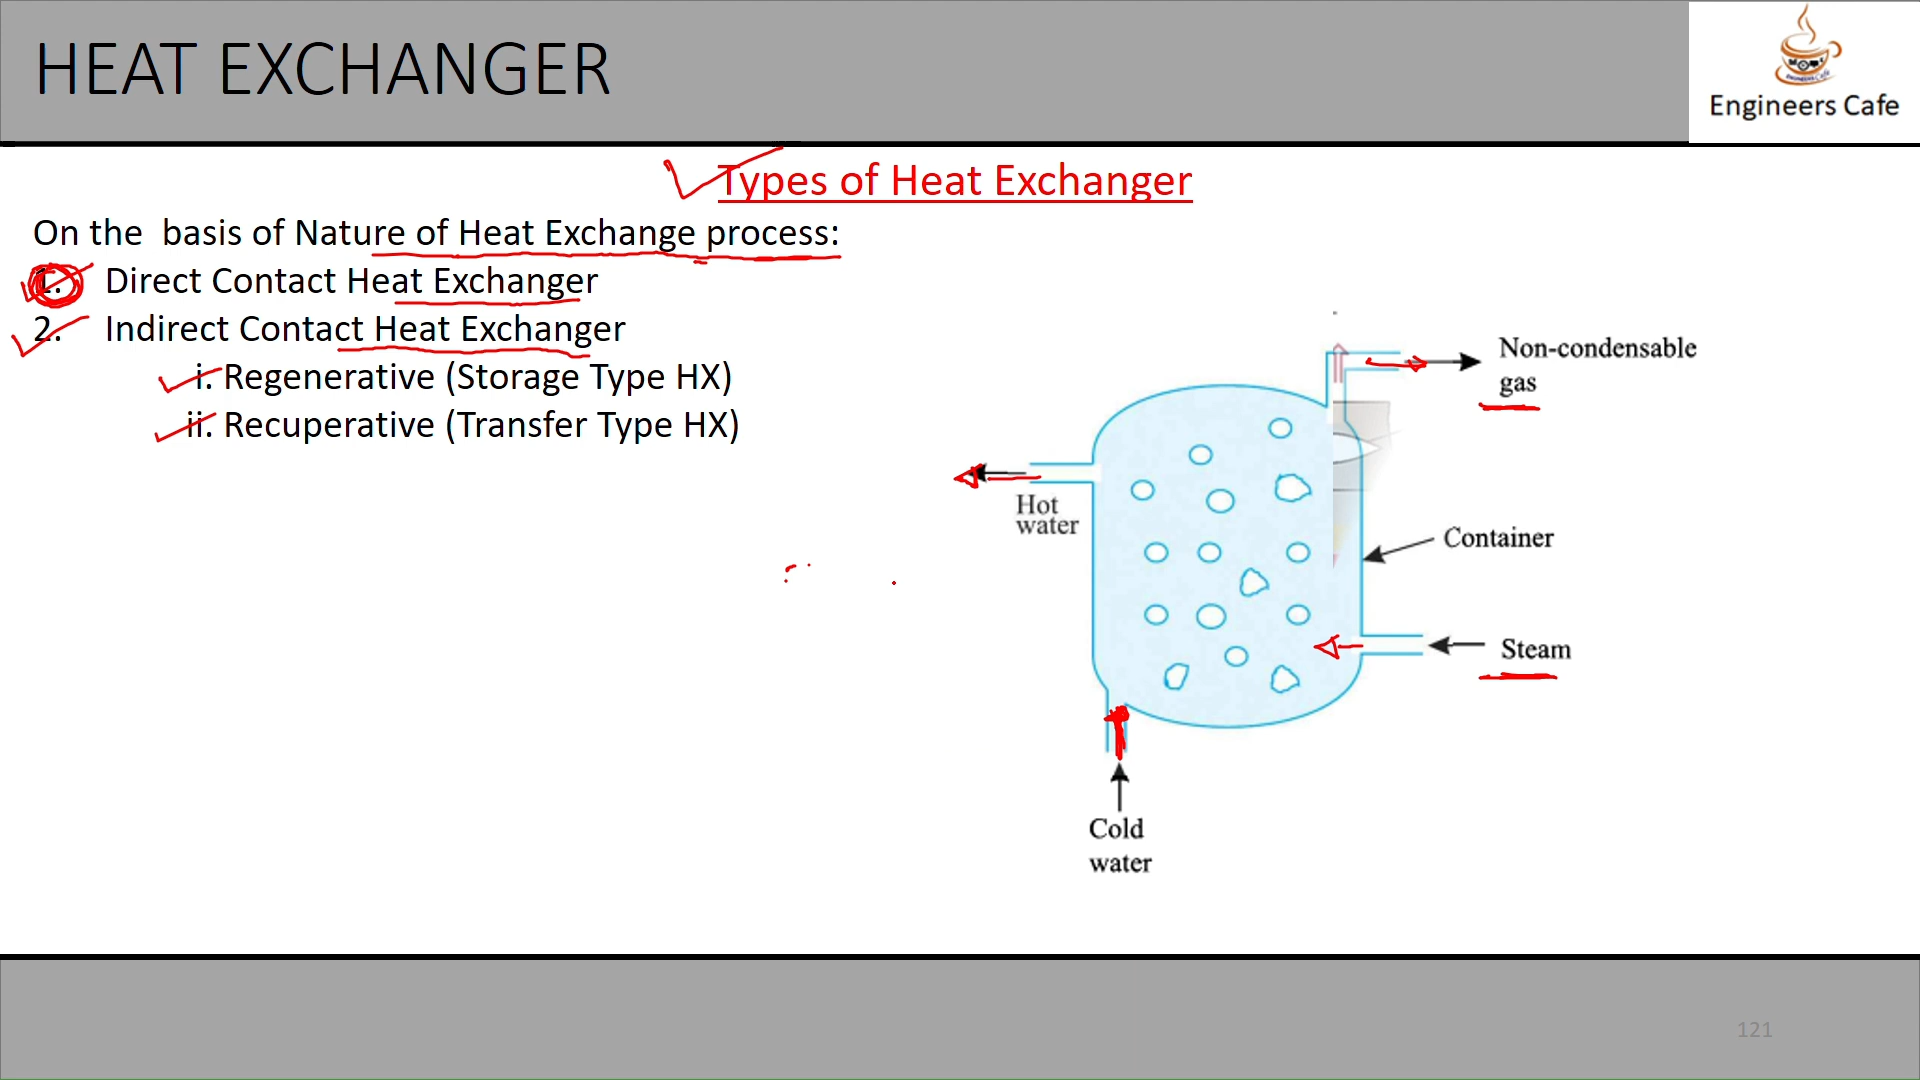 HEAT EXCHANGER
Engineers Cafe
Types of Heat Exchanger
On the basis of Nature of Heat Exchange process:
1. Direct Contact Heat Exchanger
2. Indirect Contact Heat Exchanger
i. Regenerative (Storage Type HX)
ii. Recuperative (Transfer Type HX)
Non-condensable
gas
Hot
water
Container
Steam
Cold
water
121